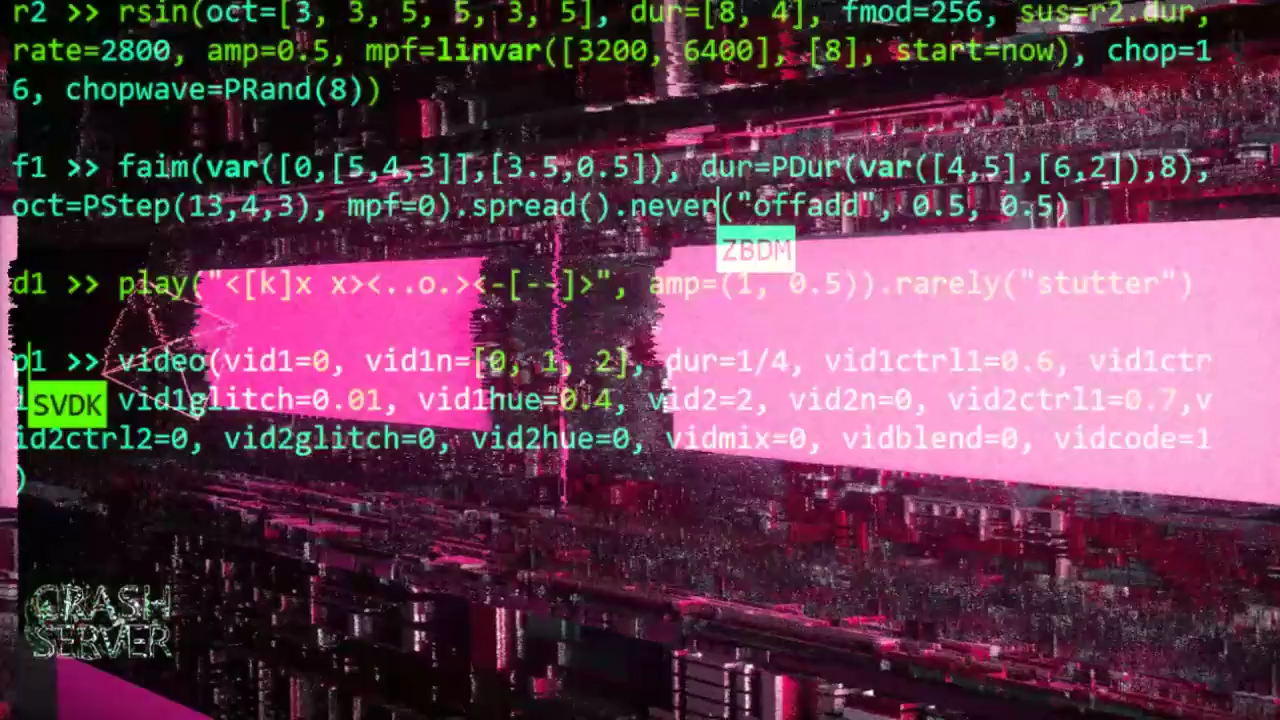 r2 >> rsin(oct=[3, 3, 5, 5, 3, 5], dur=[8, 4], fmod=256, sus=r2.dur,
rate=2800, amp=0.5, mpf=linvar([3200, 6400], [8], start=now), chop=1
6, chopwave=PRand(8))
f1 >> faim(var([0,[5,4,3]],[3.5,0.5]), dur=PDur(var([4,5],[6,2]),8),
oct=PStep(13,4,3), mpf=0).spread().never("offadd", 0.5, 0.5)
ZBDM
d1 >> play("<[k]x x><..o.><-[--]>", amp=(1, 0.5)).rarely("stutter")
p1 >> video(vid1=0, vid1n=[0, 1, 2], dur=1/4, vid1ctrl1=0.6, vid1ctr
l vid1glitch=0.01, vid1hue=0.4, vid2=2, vid2n=0, vid2ctrl1=0.7,v
SVDK
id2ctrl2=0, vid2glitch=0, vid2hue=0, vidmix=0, vidblend=0, vidcode=1
)
CRASH
SERVER